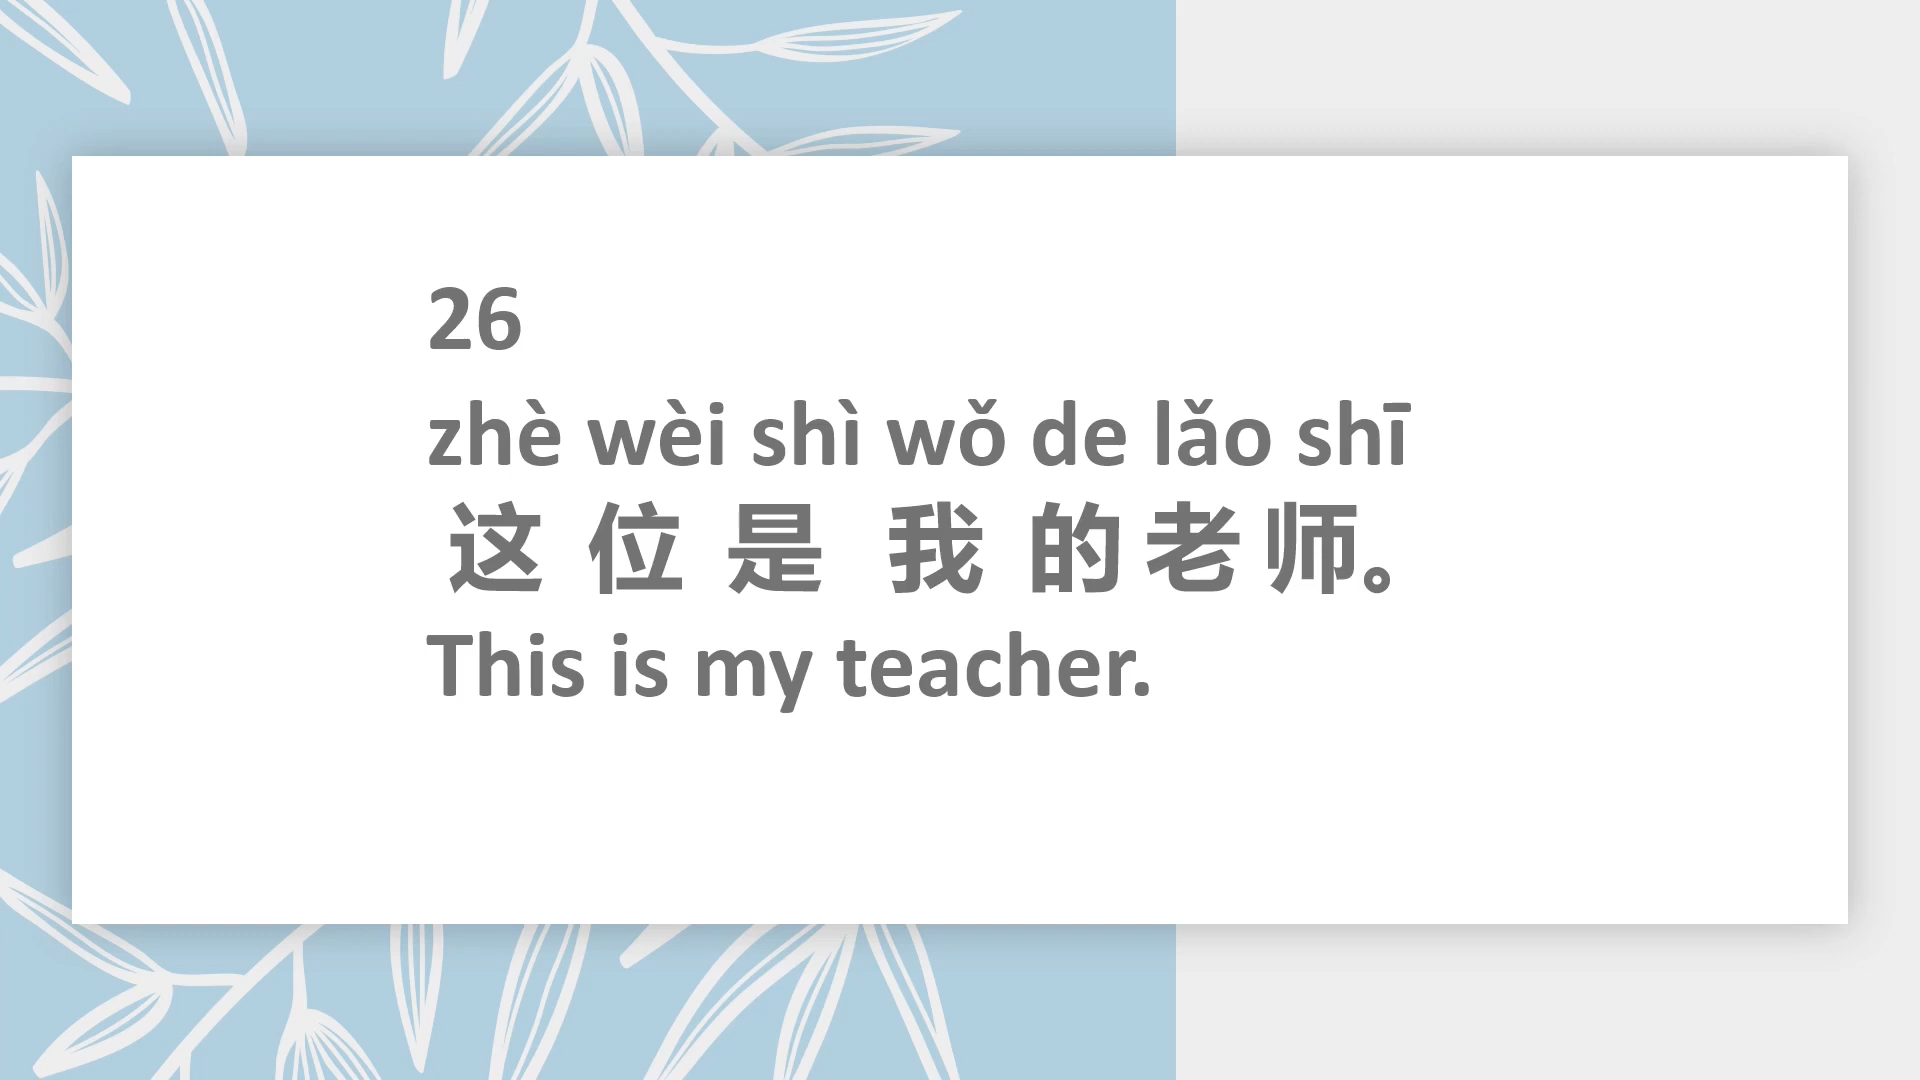 26
zhè wèi shì wǒ de lǎo shī
这 位 是 我 的 老 师。
This is my teacher.